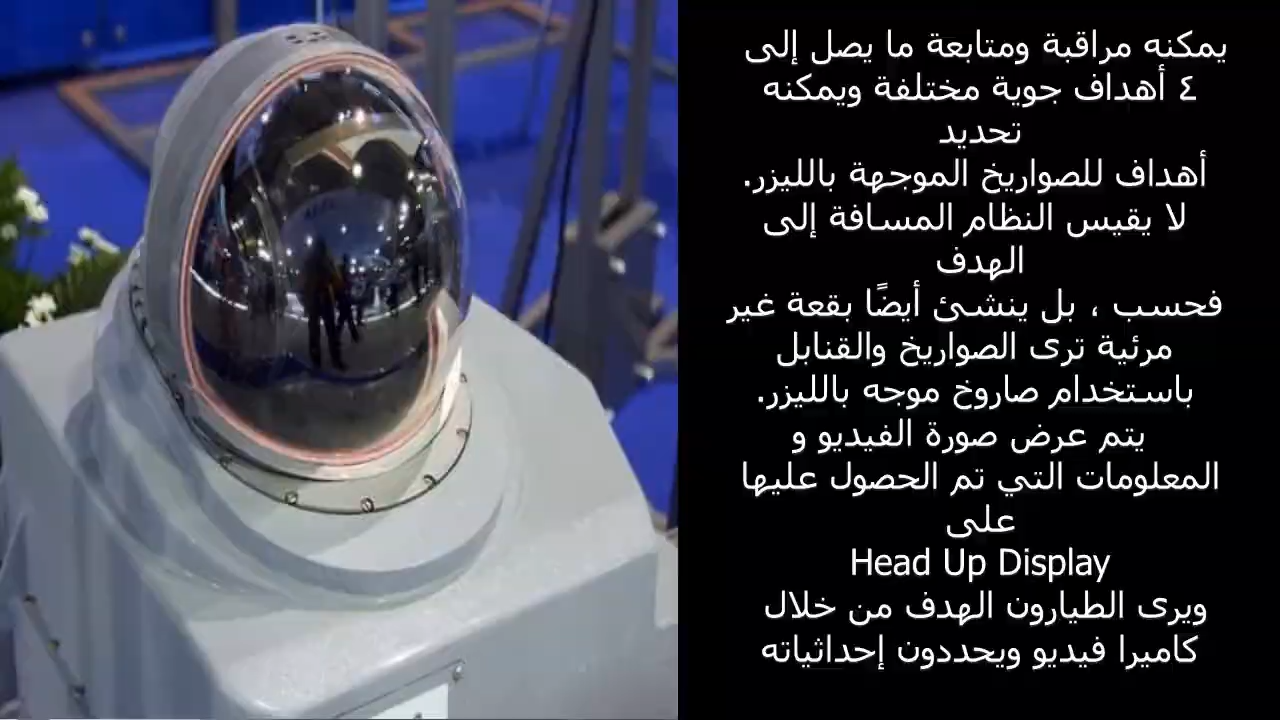 يمكنه مراقبة ومتابعة ما يصل إلى
٤ أهداف جوية مختلفة ويمكنه
تحديد
أهداف للصواريخ الموجهة بالليزر.
لا يقيس النظام المسافة إلى
الهدف
فحسب ، بل ينشئ أيضًا بقعة غير
مرئية ترى الصواريخ والقنابل
باستخدام صاروخ موجه بالليزر.
يتم عرض صورة الفيديو و
المعلومات التي تم الحصول عليها
على
Head Up Display
ويرى الطيارون الهدف من خلال
كاميرا فيديو ويحددون إحداثياته